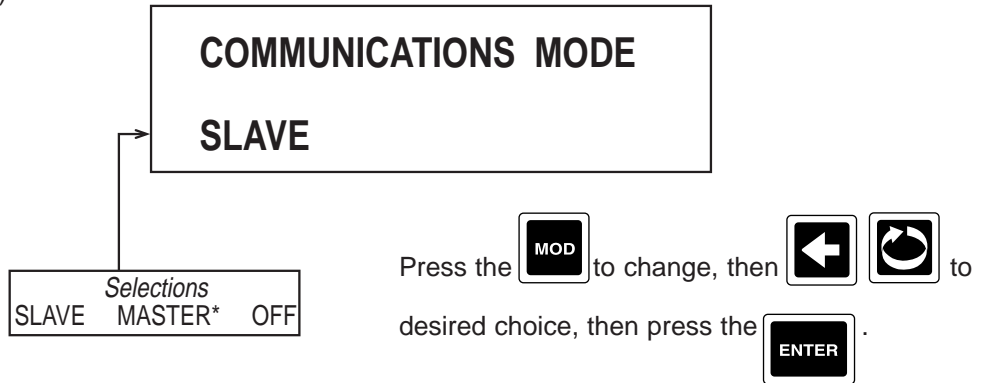 )
COMMUNICATIONS MODE
SLAVE
Selections
SLAVE MASTER* OFF
Press the MOD to change, then to
desired choice, then press the ENTER .